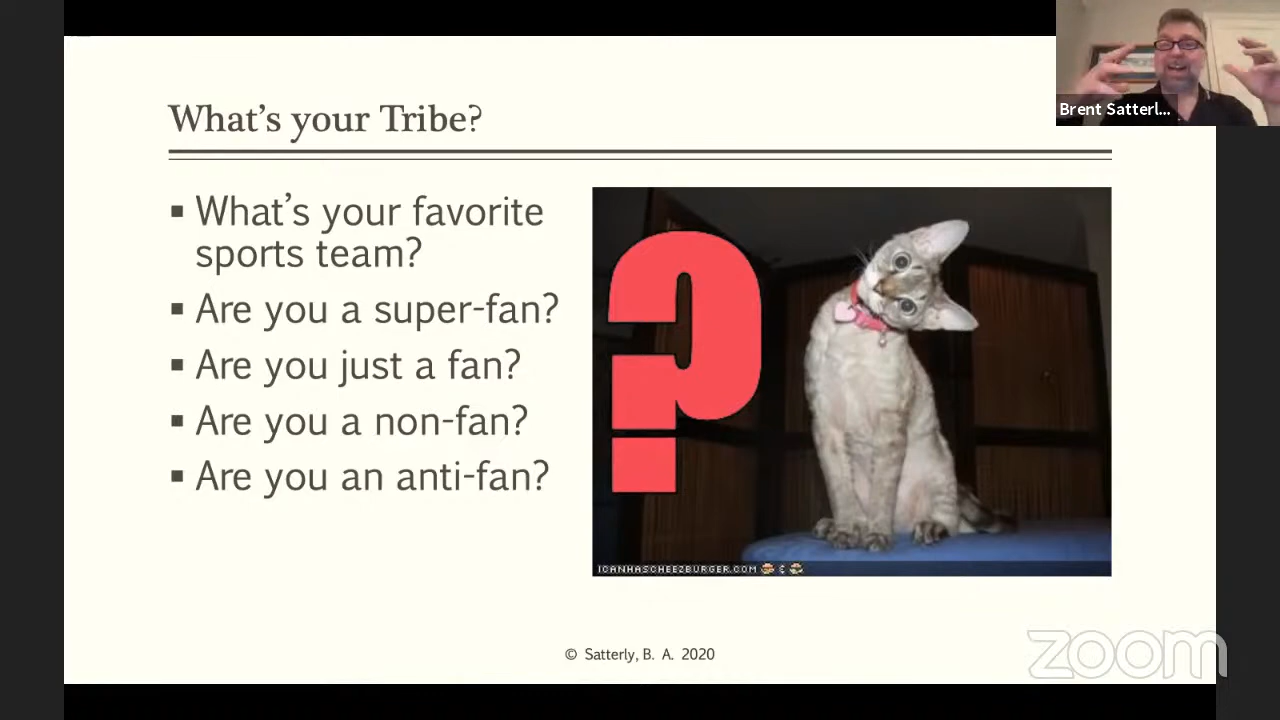 What's your Tribe?
Brent Satterl...
▪ What's your favorite
sports team?
▪ Are you a super-fan?
▪ Are you just a fan?
▪ Are you a non-fan?
▪ Are you an anti-fan?
?
ICANHASCHEEZBURGER.COM
© Satterly, B. A. 2020
zoom